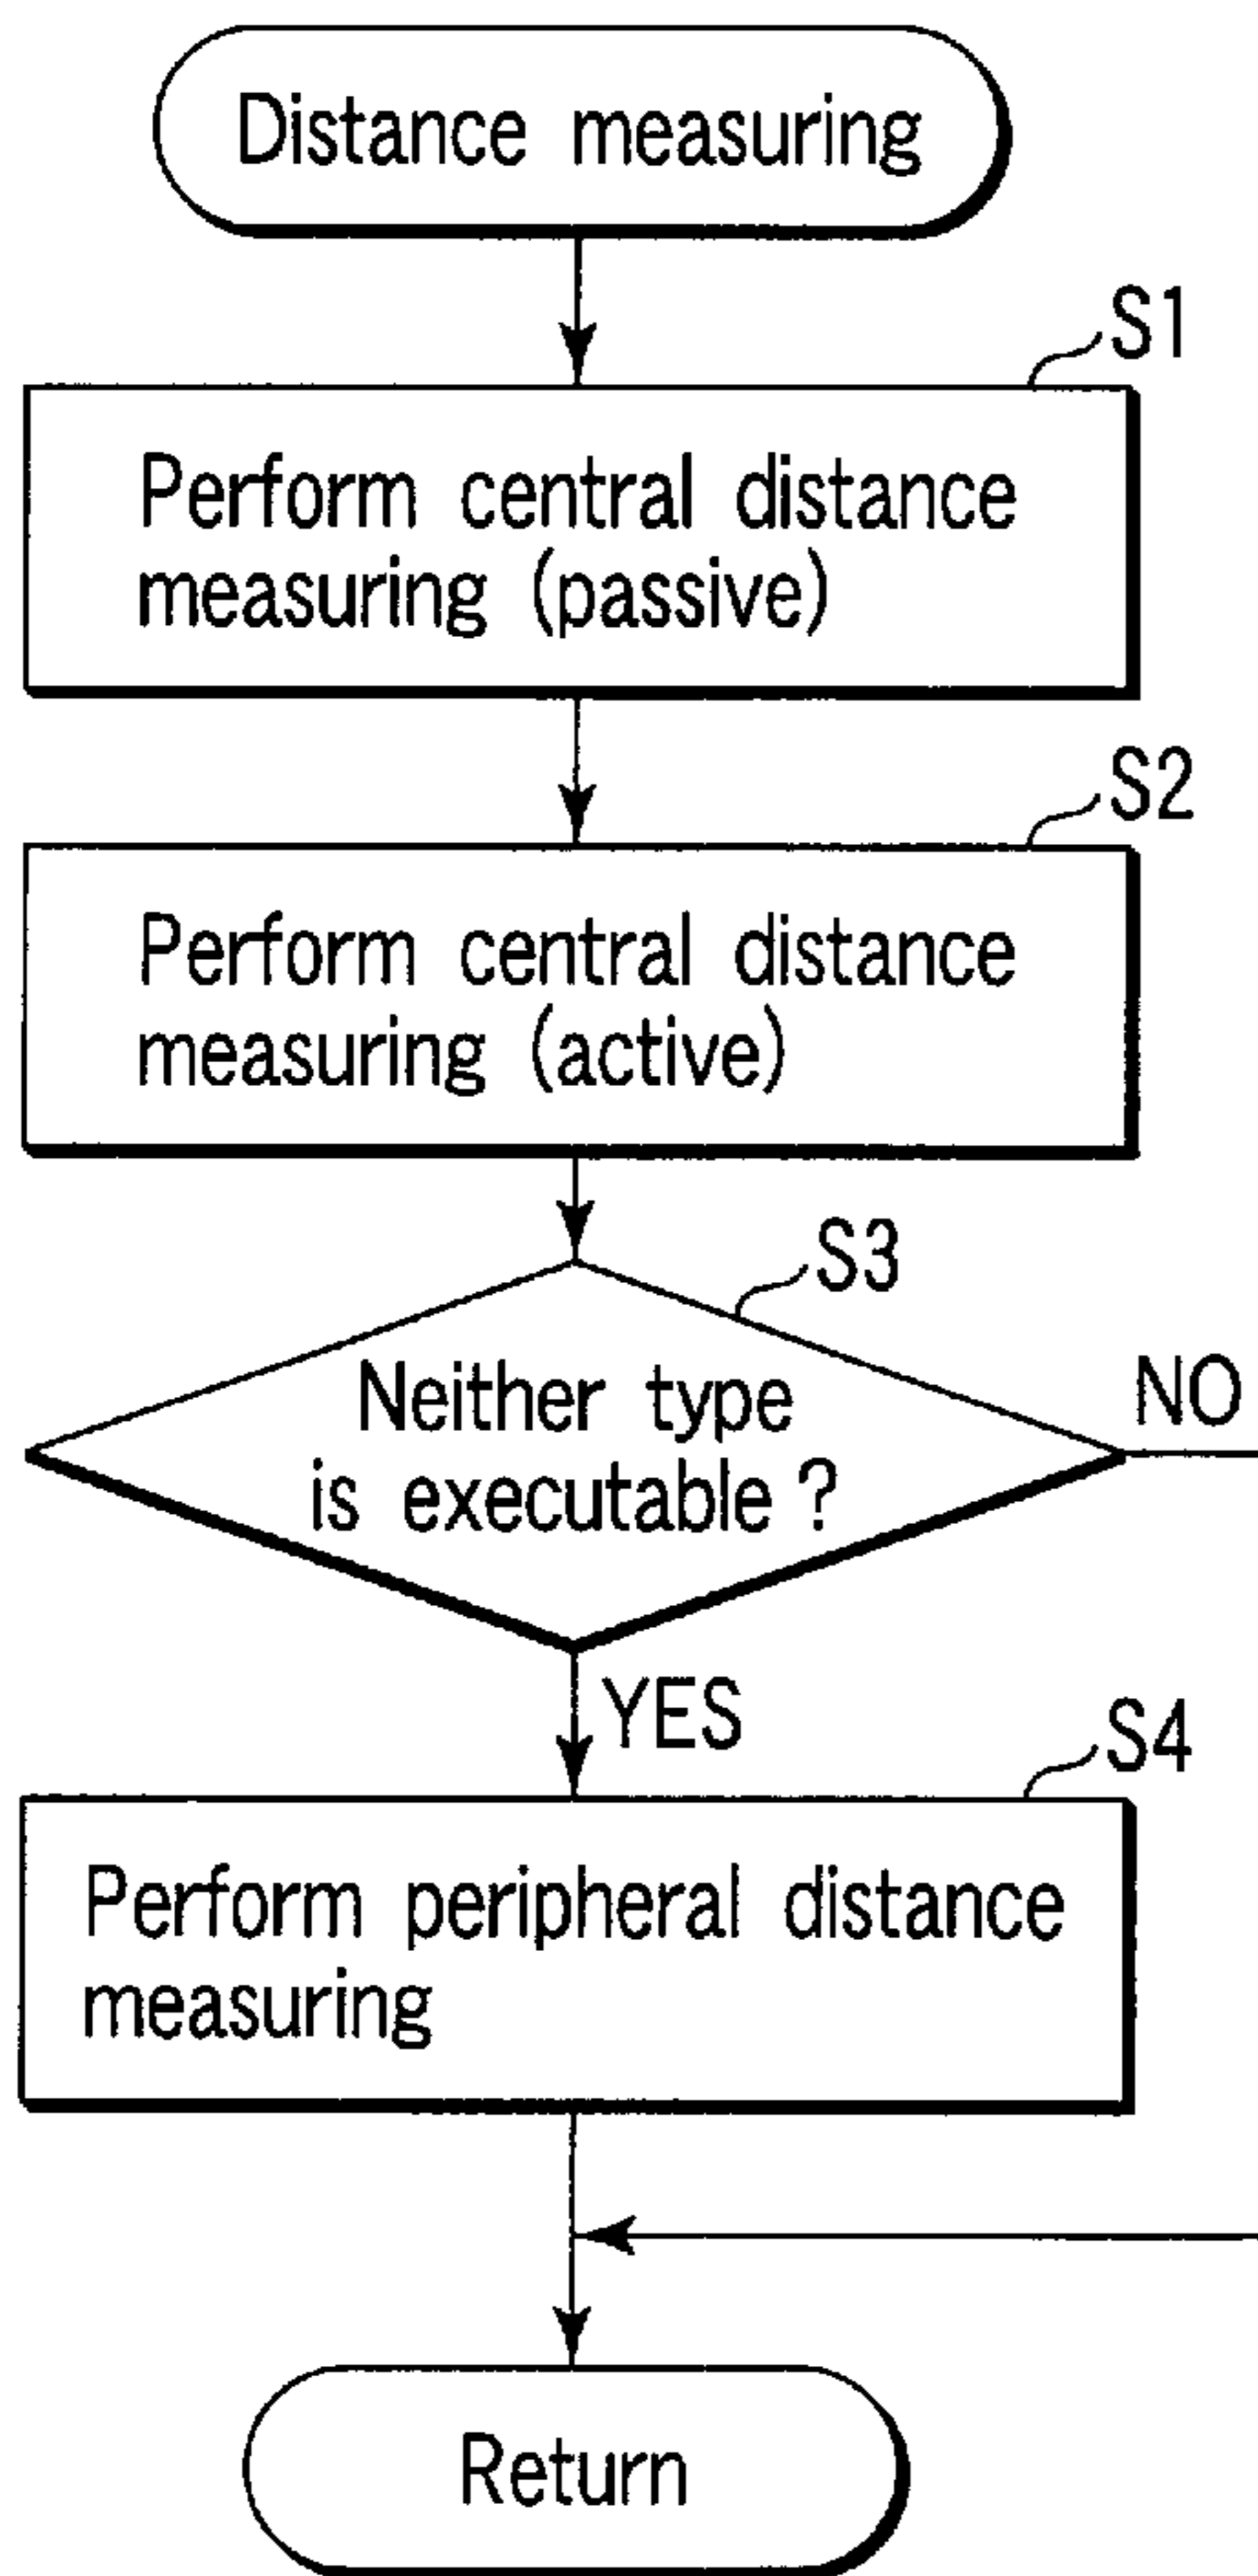 Distance measuring
S1
Perform central distance
measuring (passive)
S2
Perform central distance
measuring (active)
S3
Neither type
is executable ?
NO
YES
S4
Perform peripheral distance
measuring
Return